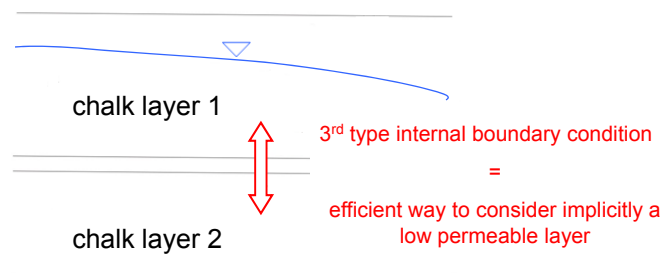 chalk layer 1
3rd type internal boundary condition
=
efficient way to consider implicitly a
low permeable layer
chalk layer 2